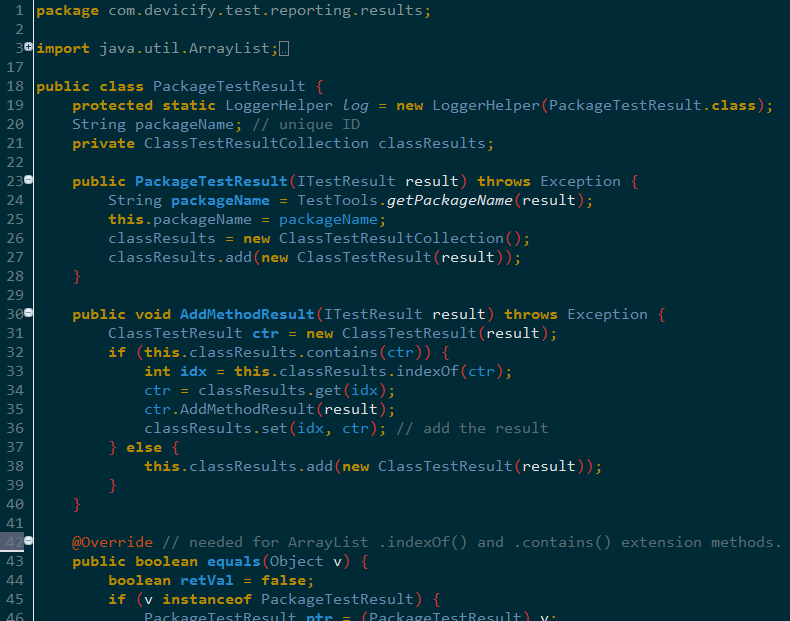 1 package com.devicify.test.reporting.results;
2
3 import java.util.ArrayList;
17
18 public class PackageTestResult {
19     protected static LoggerHelper log = new LoggerHelper(PackageTestResult.class);
20     String packageName; // unique ID
21     private ClassTestResultCollection classResults;
22
23     public PackageTestResult(ITestResult result) throws Exception {
24         String packageName = TestTools.getPackageName(result);
25         this.packageName = packageName;
26         classResults = new ClassTestResultCollection();
27         classResults.add(new ClassTestResult(result));
28     }
29
30     public void AddMethodResult(ITestResult result) throws Exception {
31         ClassTestResult ctr = new ClassTestResult(result);
32         if (this.classResults.contains(ctr)) {
33             int idx = this.classResults.indexOf(ctr);
34             ctr = classResults.get(idx);
35             ctr.AddMethodResult(result);
36             classResults.set(idx, ctr); // add the result
37         } else {
38             this.classResults.add(new ClassTestResult(result));
39         }
40     }
41
42     @Override // needed for ArrayList .indexOf() and .contains() extension methods.
43     public boolean equals(Object v) {
44         boolean retVal = false;
45         if (v instanceof PackageTestResult) {
46             PackageTestResult ptr = (PackageTestResult) v;